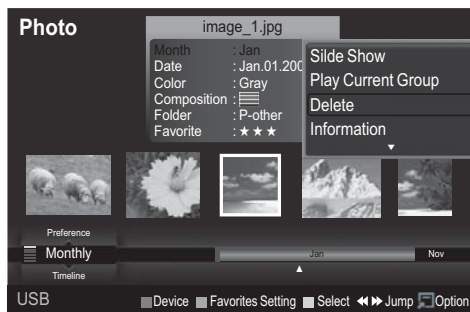 Photo
image_1.jpg
Month : Jan
Date : Jan.01.200
Color : Gray
Composition :
Folder : P-other
Favorite : ★ ★ ★
Silde Show
Play Current Group
Delete
Information
Preference
Monthly
Timeline
Jan
Nov
USB
Device
Favorites Setting
Select
Jump
Option